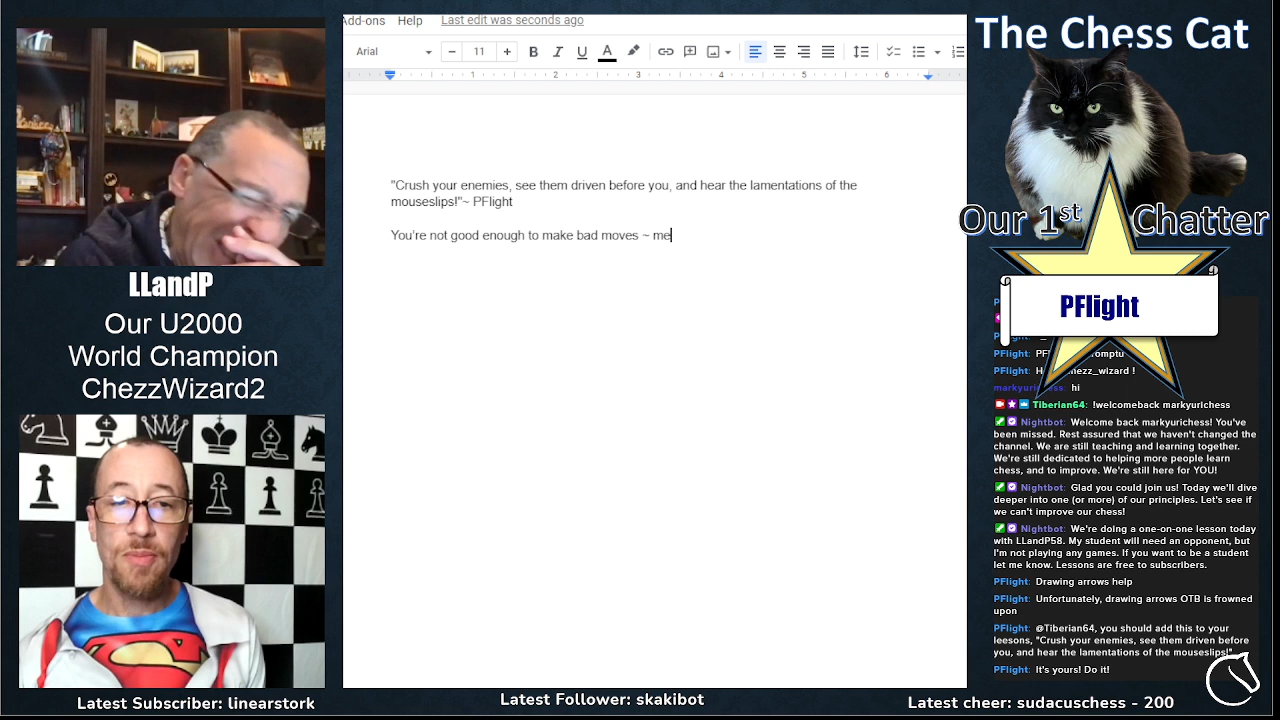 Add-ons Help Last edit was seconds ago
Arial 11 B I U A
1 2 3 4 5 6
"Crush your enemies, see them driven before you, and hear the lamentations of the
mouseslips!"~ PFlight
You're not good enough to make bad moves ~ me
LLandP
Our U2000
World Champion
ChezzWizard2
The Chess Cat
Our 1st Chatter
PFlight
PFlight:
markyurichess: hi
Tiberian64: !welcomeback markyurichess
Nightbot: Welcome back markyurichess! You've
been missed. Rest assured that we haven't changed the
channel. We are still teaching and learning together.
We're still dedicated to helping more people learn
chess, and to improve. We're still here for YOU!
Nightbot: Glad you could join us! Today we'll dive
deeper into one (or more) of our principles. Let's see if
we can't improve our chess!
Nightbot: We're doing a one-on-one lesson today
with LLandP58. My student will need an opponent, but
I'm not playing any games. If you want to be a student
let me know. Lessons are free to subscribers.
PFlight: Drawing arrows help
PFlight: Unfortunately, drawing arrows OTB is frowned
upon
PFlight: @Tiberian64, you should add this to your
leesons, "Crush your enemies, see them driven before
you, and hear the lamentations of the mouseslips!"
PFlight: It's yours! Do it!
Latest Subscriber: linearstork
Latest Follower: skakibot
Latest cheer: sudacuschess - 200